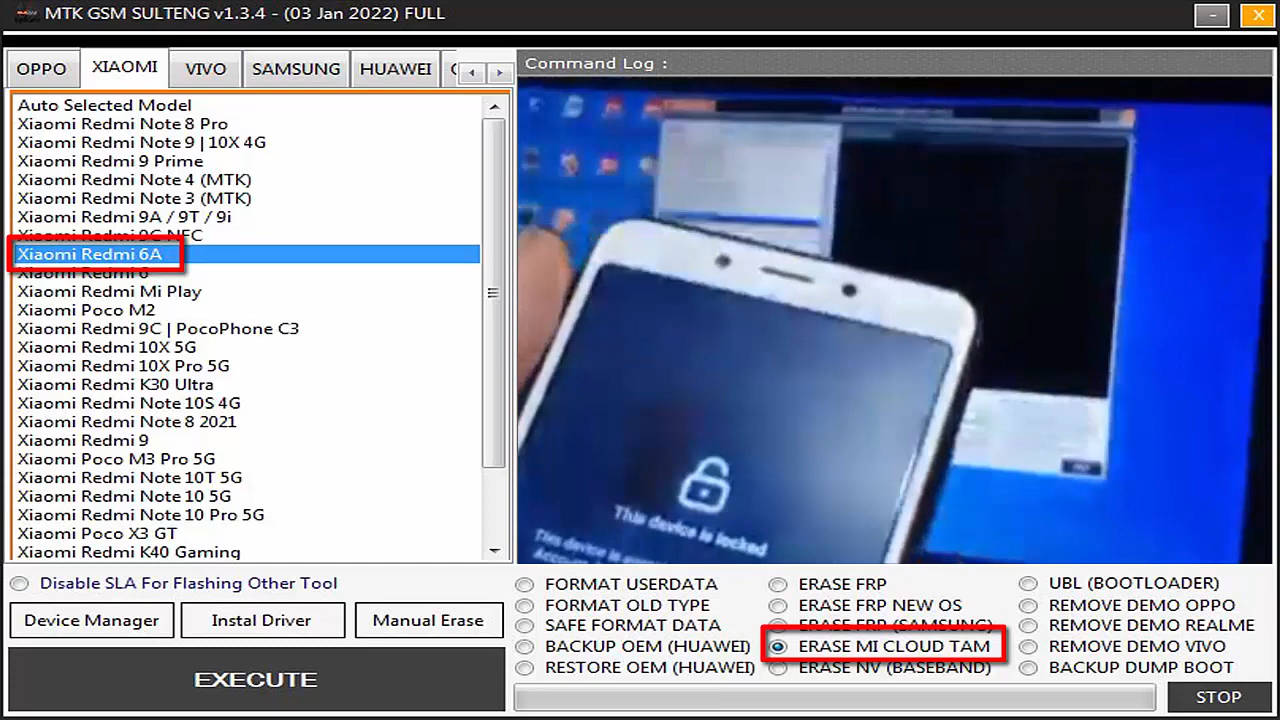 MTK GSM SULTENG v1.3.4 - (03 Jan 2022) FULL
OPPO
XIAOMI
VIVO
SAMSUNG
HUAWEI
Auto Selected Model
Xiaomi Redmi Note 8 Pro
Xiaomi Redmi Note 9 | 10X 4G
Xiaomi Redmi 9 Prime
Xiaomi Redmi Note 4 (MTK)
Xiaomi Redmi Note 3 (MTK)
Xiaomi Redmi 9A / 9T / 9i
Xiaomi Redmi 9C NFC
Xiaomi Redmi 6A
Xiaomi Redmi 6
Xiaomi Redmi Mi Play
Xiaomi Poco M2
Xiaomi Redmi 9C | PocoPhone C3
Xiaomi Redmi 10X 5G
Xiaomi Redmi 10X Pro 5G
Xiaomi Redmi K30 Ultra
Xiaomi Redmi Note 10S 4G
Xiaomi Redmi Note 8 2021
Xiaomi Redmi 9
Xiaomi Poco M3 Pro 5G
Xiaomi Redmi Note 10T 5G
Xiaomi Redmi Note 10 5G
Xiaomi Redmi Note 10 Pro 5G
Xiaomi Poco X3 GT
Xiaomi Redmi K40 Gaming
Disable SLA For Flashing Other Tool
Device Manager
Instal Driver
Manual Erase
EXECUTE
Command Log :
This device is locked
FORMAT USERDATA
FORMAT OLD TYPE
SAFE FORMAT DATA
BACKUP OEM (HUAWEI)
RESTORE OEM (HUAWEI)
ERASE FRP
ERASE FRP NEW OS
ERASE FRP (SAMSUNG)
ERASE MI CLOUD TAM
ERASE NV (BASEBAND)
UBL (BOOTLOADER)
REMOVE DEMO OPPO
REMOVE DEMO REALME
REMOVE DEMO VIVO
BACKUP DUMP BOOT
STOP